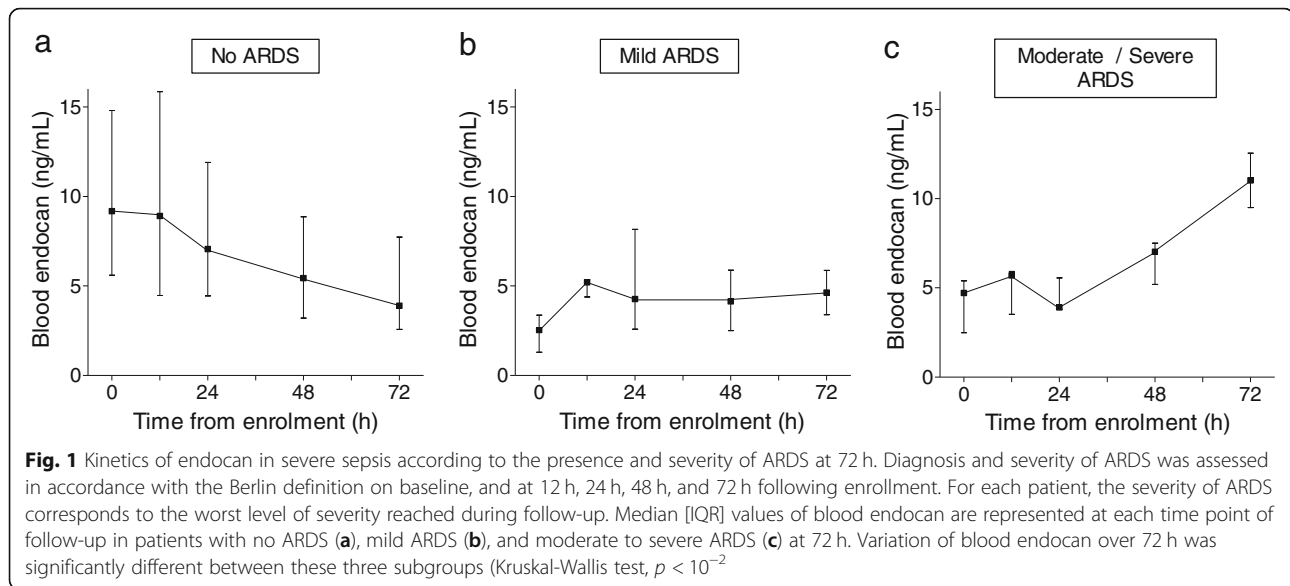 a
No ARDS
Blood endocan (ng/mL)
15
10
5
0
0 24 48 72
Time from enrolment (h)
b
Mild ARDS
Blood endocan (ng/mL)
15
10
5
0
0 24 48 72
Time from enrolment (h)
c
Moderate / Severe
ARDS
Blood endocan (ng/mL)
15
10
5
0
0 24 48 72
Time from enrolment (h)
Fig. 1 Kinetics of endocan in severe sepsis according to the presence and severity of ARDS at 72 h. Diagnosis and severity of ARDS was assessed
in accordance with the Berlin definition on baseline, and at 12 h, 24 h, 48 h, and 72 h following enrollment. For each patient, the severity of ARDS
corresponds to the worst level of severity reached during follow-up. Median [IQR] values of blood endocan are represented at each time point of
follow-up in patients with no ARDS (a), mild ARDS (b), and moderate to severe ARDS (c) at 72 h. Variation of blood endocan over 72 h was
significantly different between these three subgroups (Kruskal-Wallis test, p < 10⁻²